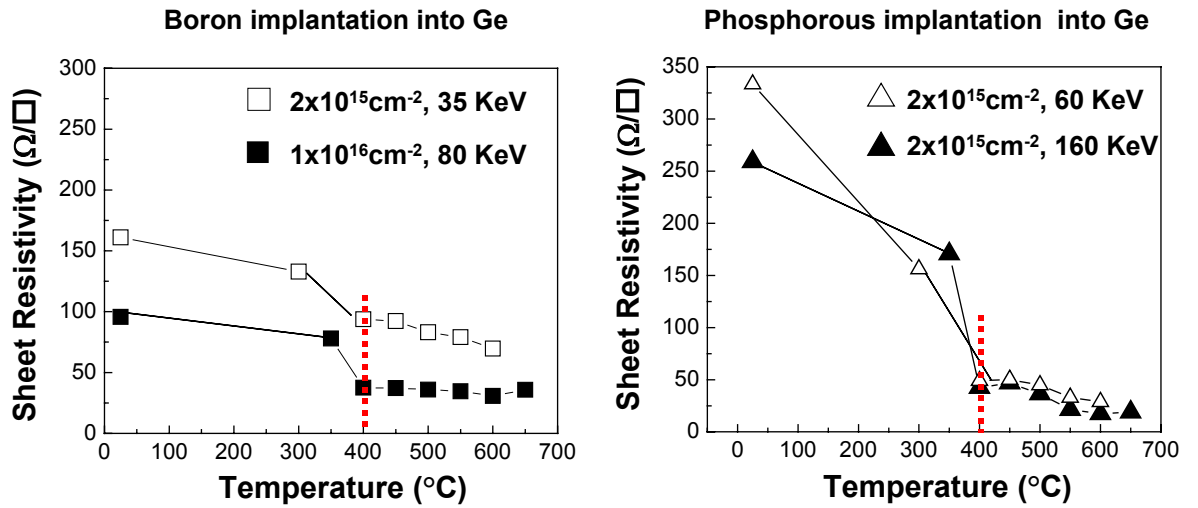 Boron implantation into Ge
300
250
200
150
100
50
0
Sheet Resistivity (Ω/□)
□ 2x10¹⁵cm⁻², 35 KeV
■ 1x10¹⁶cm⁻², 80 KeV
0 100 200 300 400 500 600 700
Temperature (°C)
Phosphorous implantation into Ge
350
300
250
200
150
100
50
0
Sheet Resistivity (Ω/□)
△ 2x10¹⁵cm⁻², 60 KeV
▲ 2x10¹⁵cm⁻², 160 KeV
0 100 200 300 400 500 600 700
Temperature (°C)